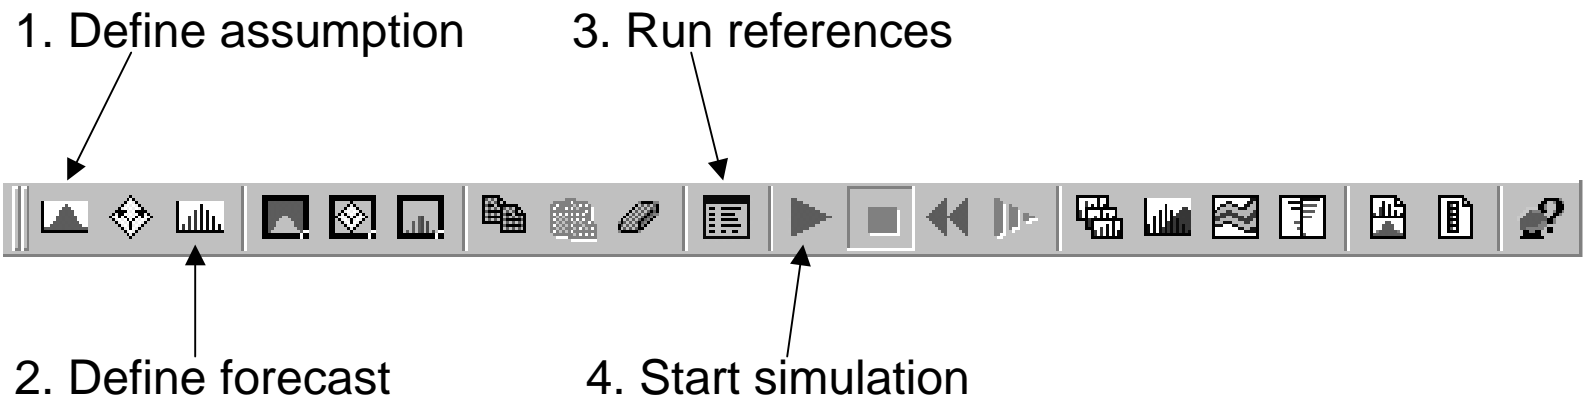 1. Define assumption
3. Run references
2. Define forecast
4. Start simulation